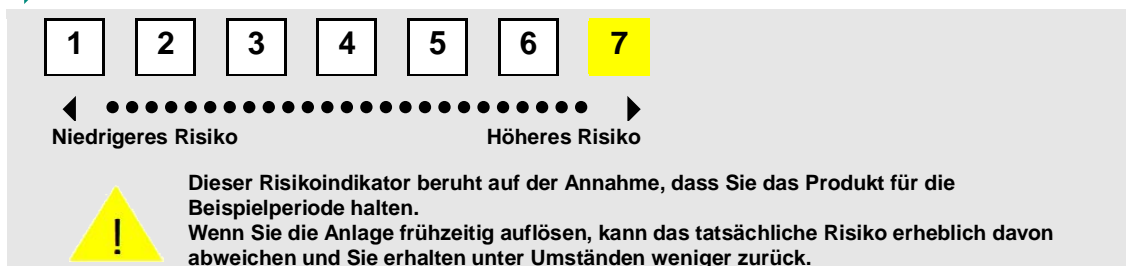 1 2 3 4 5 6 7
Niedrigeres Risiko Höheres Risiko
Dieser Risikoindikator beruht auf der Annahme, dass Sie das Produkt für die
Beispielperiode halten.
!
Wenn Sie die Anlage frühzeitig auflösen, kann das tatsächliche Risiko erheblich davon
abweichen und Sie erhalten unter Umständen weniger zurück.